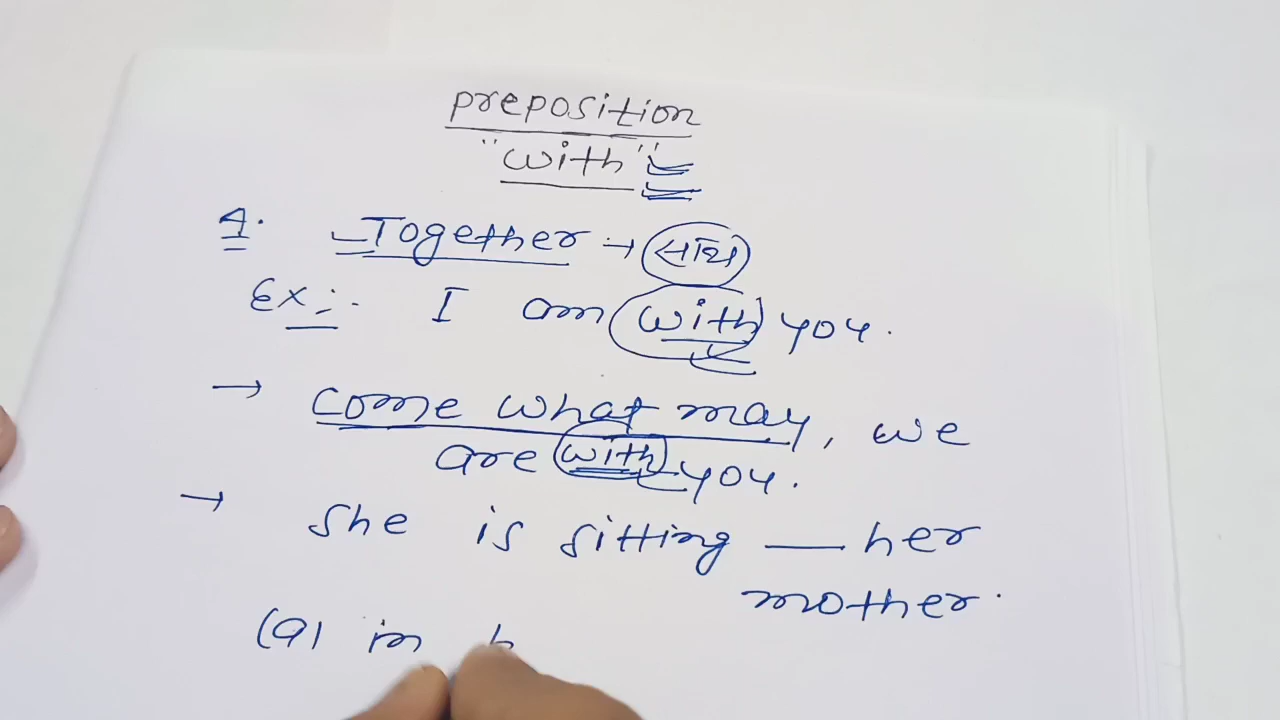 preposition
"with"
1. Together → साथ
Ex:- I am with you.
→ come what may, we
are with you.
→ She is sitting — her
mother.
(a) in